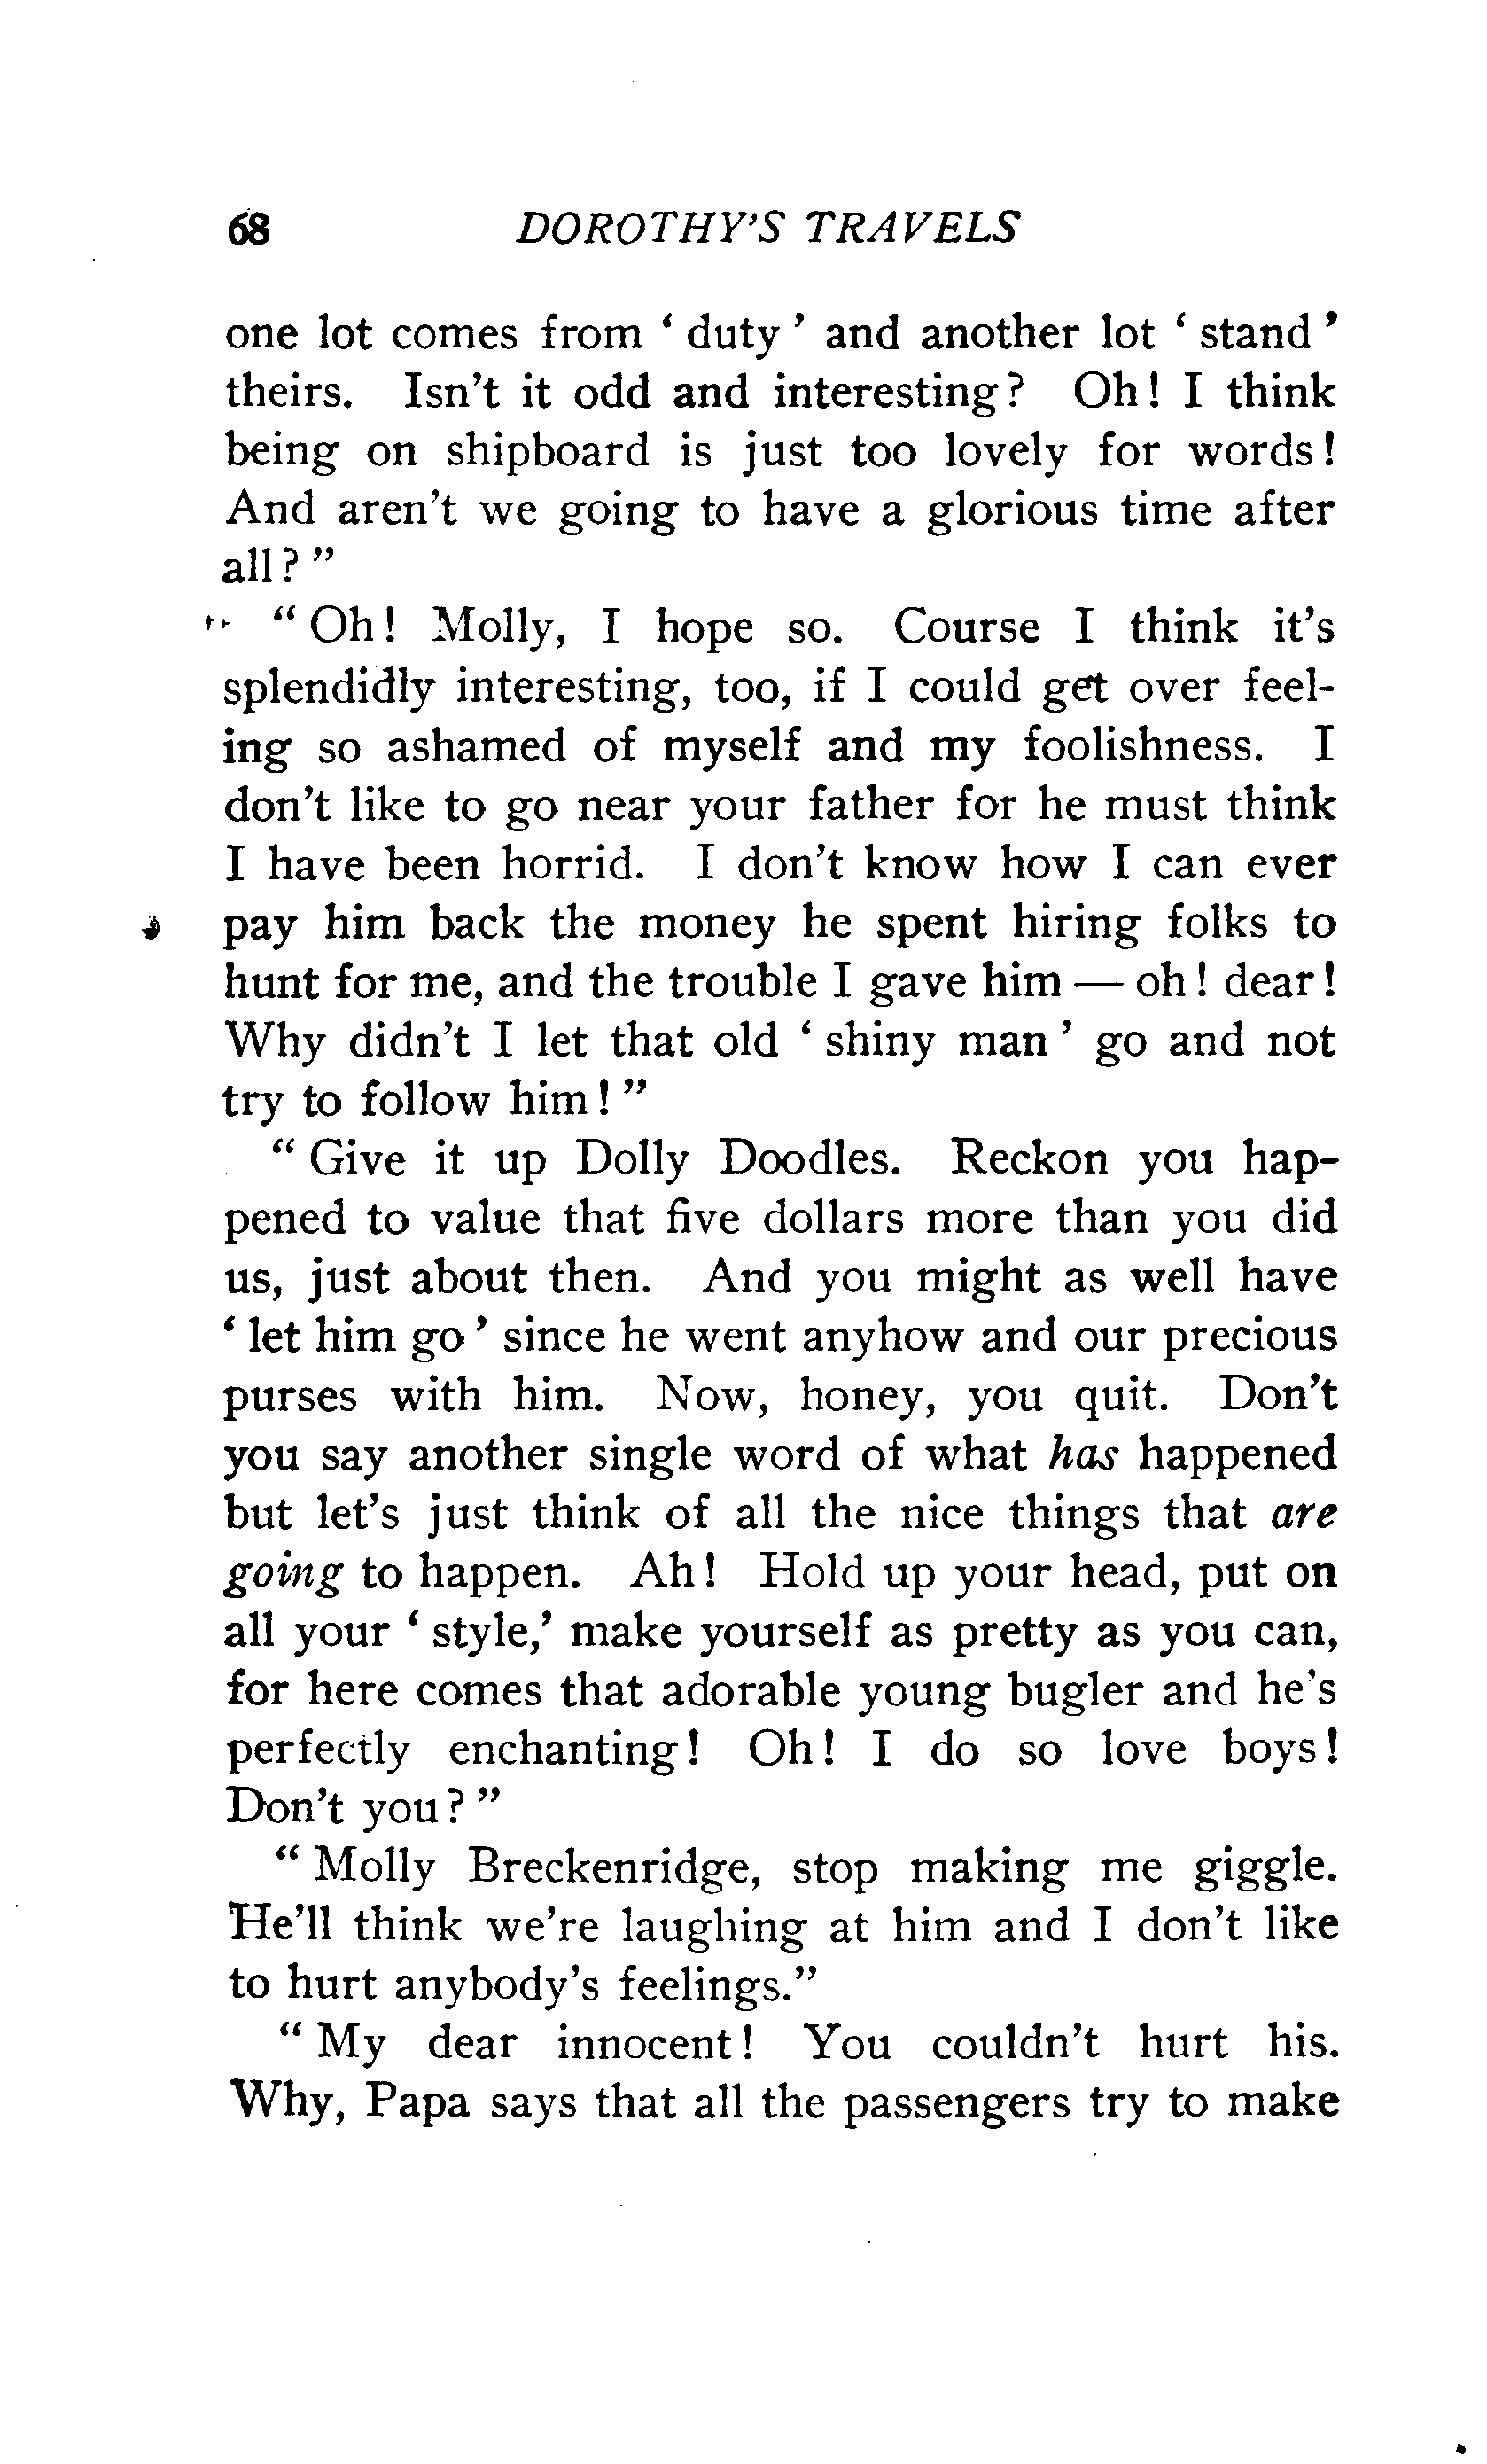 68 DOROTHY'S TRAVELS
one lot comes from ‘ duty ’ and another lot ‘ stand ’
theirs. Isn't it odd and interesting? Oh! I think
being on shipboard is just too lovely for words!
And aren't we going to have a glorious time after
all? ”
“ Oh! Molly, I hope so. Course I think it's
splendidly interesting, too, if I could get over feel-
ing so ashamed of myself and my foolishness. I
don't like to go near your father for he must think
I have been horrid. I don't know how I can ever
pay him back the money he spent hiring folks to
hunt for me, and the trouble I gave him — oh! dear!
Why didn't I let that old ‘ shiny man ’ go and not
try to follow him! ”
“ Give it up Dolly Doodles. Reckon you hap-
pened to value that five dollars more than you did
us, just about then. And you might as well have
‘ let him go ’ since he went anyhow and our precious
purses with him. Now, honey, you quit. Don't
you say another single word of what has happened
but let's just think of all the nice things that are
going to happen. Ah! Hold up your head, put on
all your ‘ style,’ make yourself as pretty as you can,
for here comes that adorable young bugler and he's
perfectly enchanting! Oh! I do so love boys!
Don't you? ”
“ Molly Breckenridge, stop making me giggle.
He'll think we're laughing at him and I don't like
to hurt anybody's feelings.”
“ My dear innocent! You couldn't hurt his.
Why, Papa says that all the passengers try to make